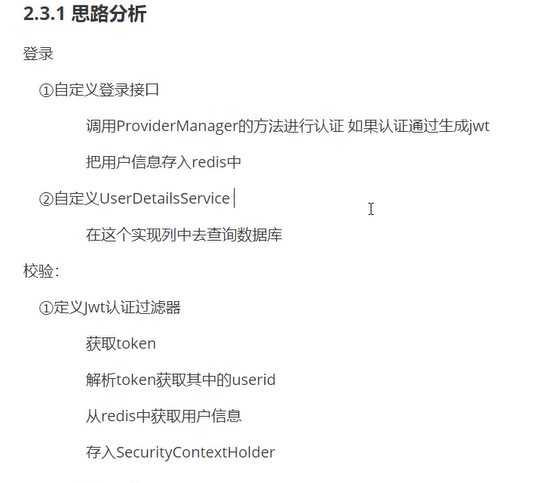 2.3.1 思路分析
登录
①自定义登录接口
调用ProviderManager的方法进行认证 如果认证通过生成jwt
把用户信息存入redis中
②自定义UserDetailsService
在这个实现列中去查询数据库
校验：
①定义Jwt认证过滤器
获取token
解析token获取其中的userid
从redis中获取用户信息
存入SecurityContextHolder